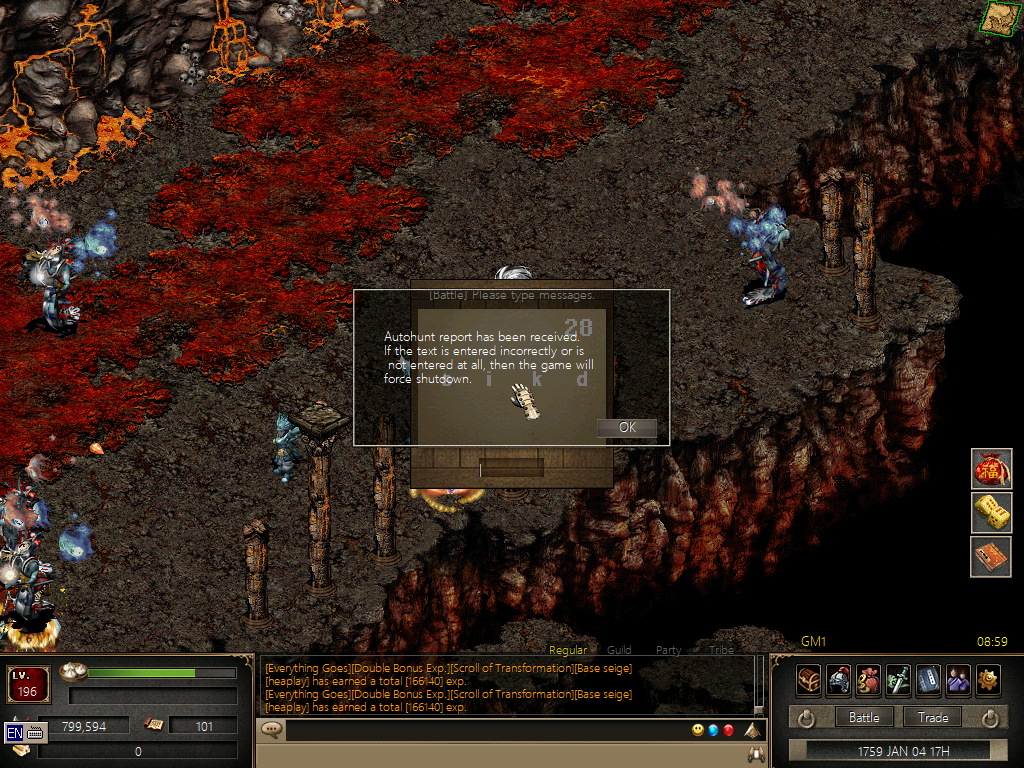 [Battle] Please type messages.
28
Autohunt report has been received.
If the text is entered incorrectly or is
not entered at all, then the game will
force shutdown.
i k d
OK
GM1
08:59
Regular Guild Party Tribe
LV.
196
[Everything Goes][Double Bonus Exp.][Scroll of Transformation][Base seige]
[heaplay] has earned a total [166140] exp.
[Everything Goes][Double Bonus Exp.][Scroll of Transformation][Base seige]
[heaplay] has earned a total [166140] exp.
799,594
101
EN
0
Battle
Trade
1759 JAN 04 17H
福